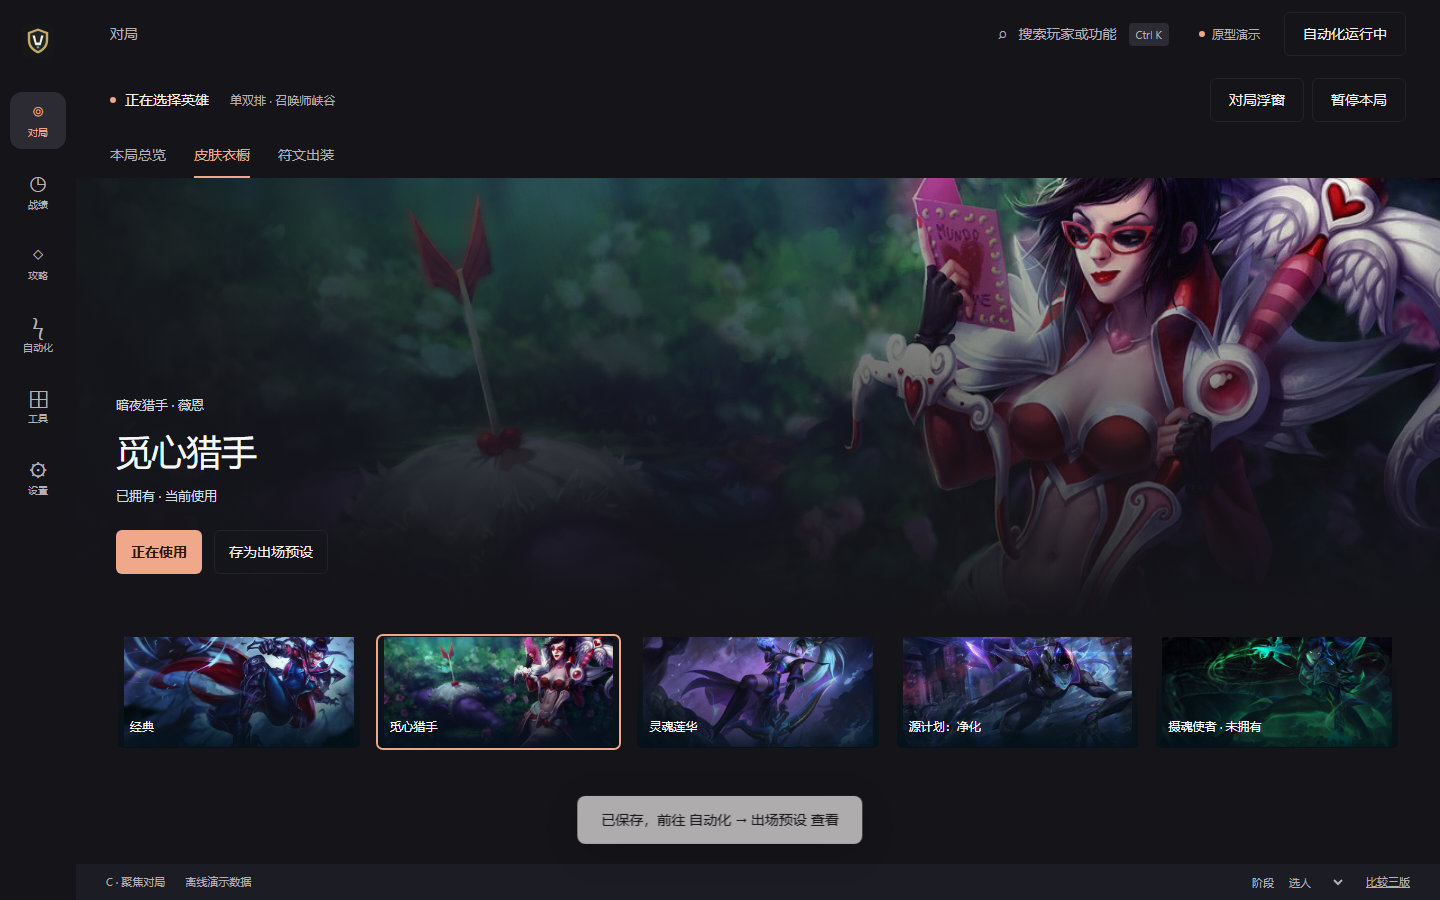 对局
搜索玩家或功能
Ctrl K
原型演示
自动化运行中
对局
战绩
攻略
自动化
工具
设置
正在选择英雄
单双排 · 召唤师峡谷
对局浮窗
暂停本局
本局总览
皮肤衣橱
符文出装
MUNDO
暗夜猎手 · 薇恩
觅心猎手
已拥有 · 当前使用
正在使用
存为出场预设
经典
觅心猎手
灵魂莲华
源计划：净化
摄魂使者 · 未拥有
已保存，前往 自动化 → 出场预设 查看
C · 聚焦对局
离线演示数据
阶段
选人
比较三版